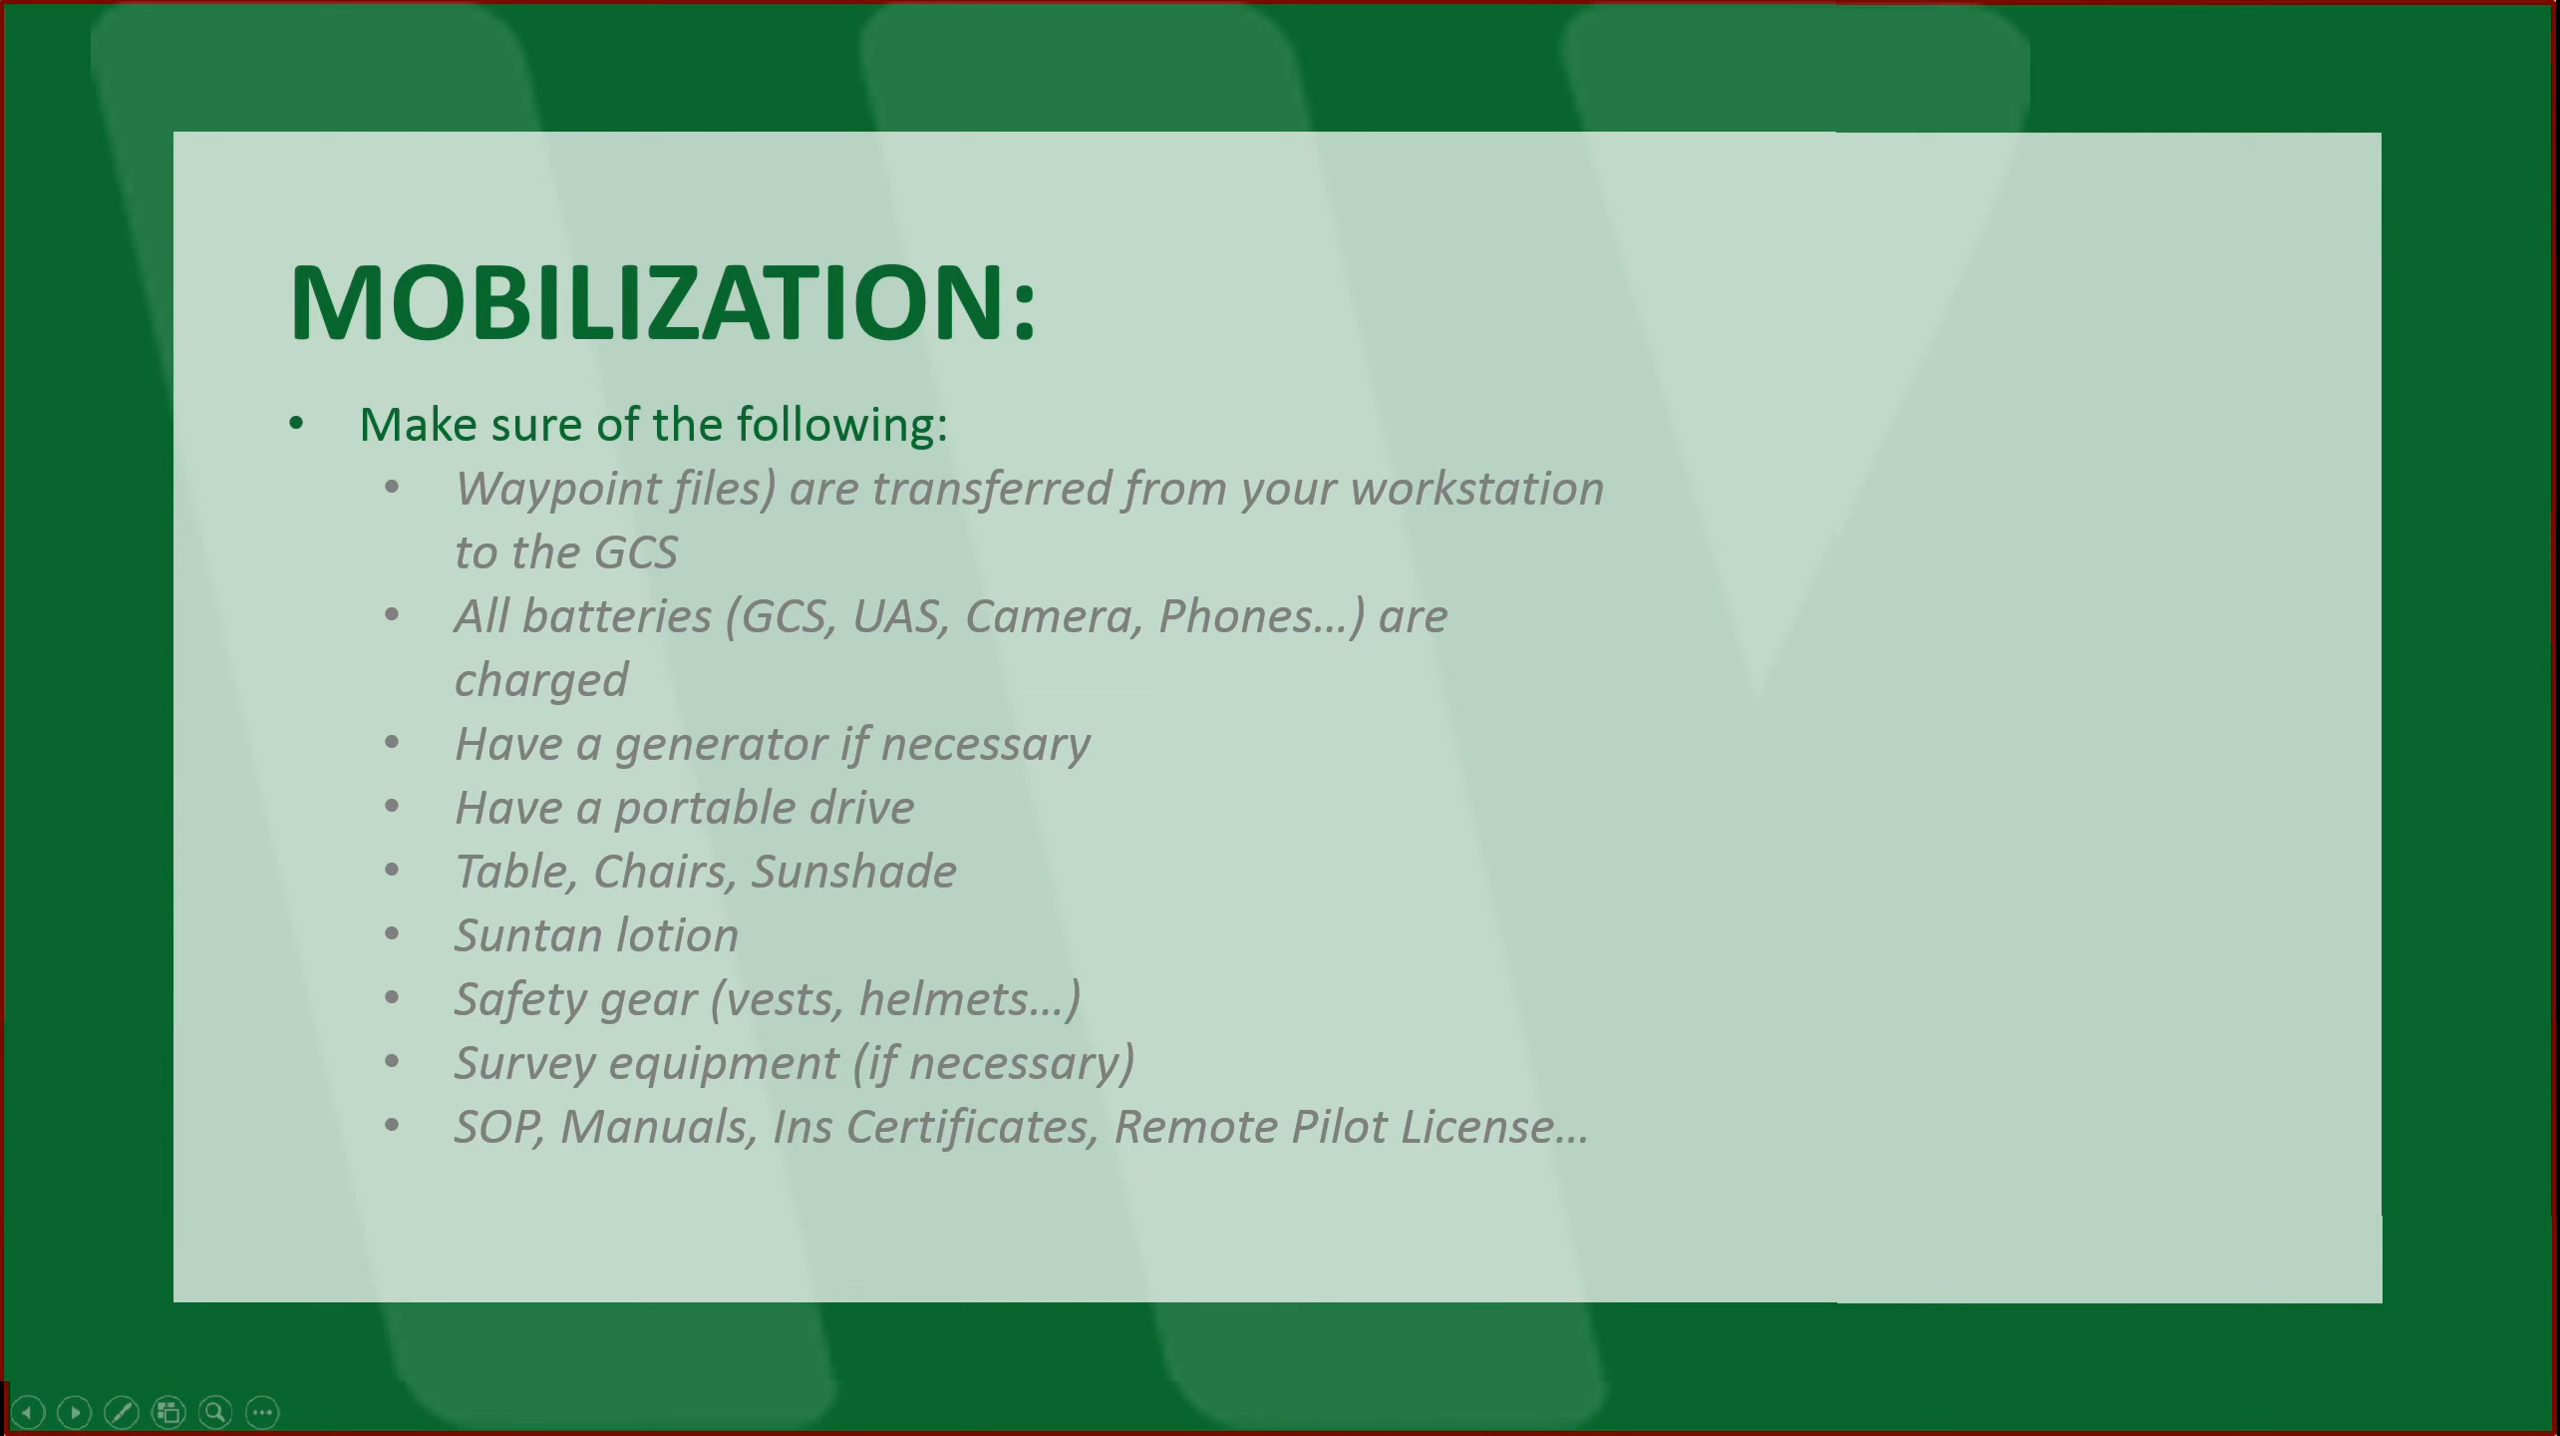 MOBILIZATION:
• Make sure of the following:
• Waypoint files) are transferred from your workstation
to the GCS
• All batteries (GCS, UAS, Camera, Phones…) are
charged
• Have a generator if necessary
• Have a portable drive
• Table, Chairs, Sunshade
• Suntan lotion
• Safety gear (vests, helmets…)
• Survey equipment (if necessary)
• SOP, Manuals, Ins Certificates, Remote Pilot License…